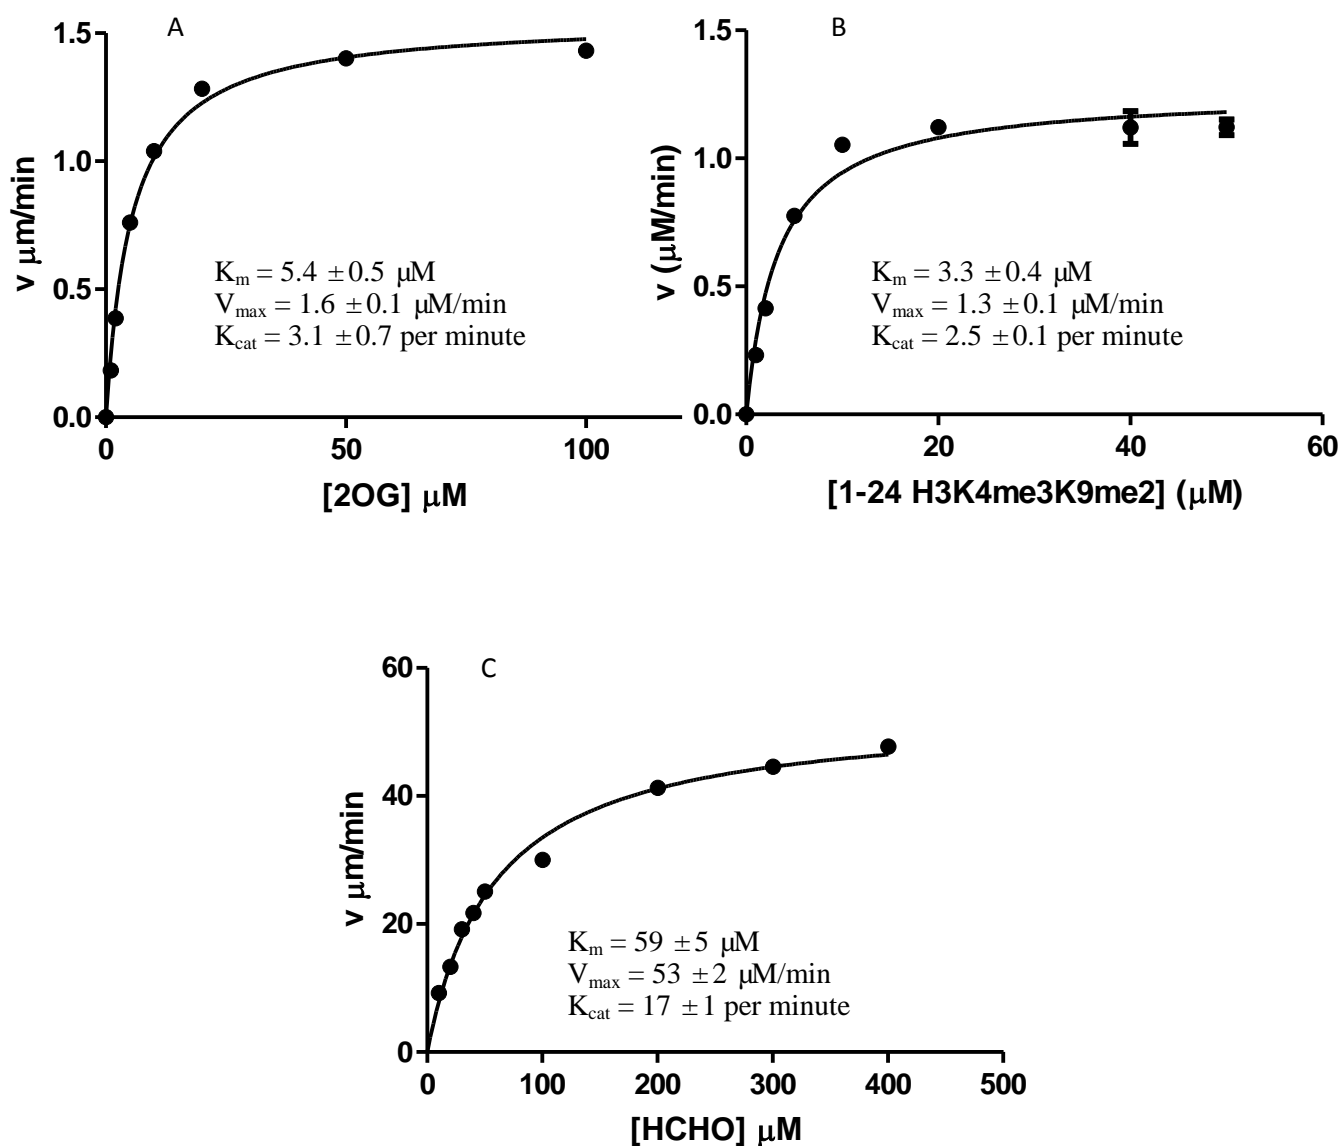 A
1.5
1.0
0.5
0.0
v μm/min
0
50
100
[2OG] μM
Km = 5.4 ±0.5 μM
Vmax = 1.6 ±0.1 μM/min
Kcat = 3.1 ±0.7 per minute
B
1.5
1.0
0.5
0.0
v (μM/min)
0
20
40
60
[1-24 H3K4me3K9me2] (μM)
Km = 3.3 ±0.4 μM
Vmax = 1.3 ±0.1 μM/min
Kcat = 2.5 ±0.1 per minute
C
60
40
20
0
v μm/min
0
100
200
300
400
500
[HCHO] μM
Km = 59 ±5 μM
Vmax = 53 ±2 μM/min
Kcat = 17 ±1 per minute